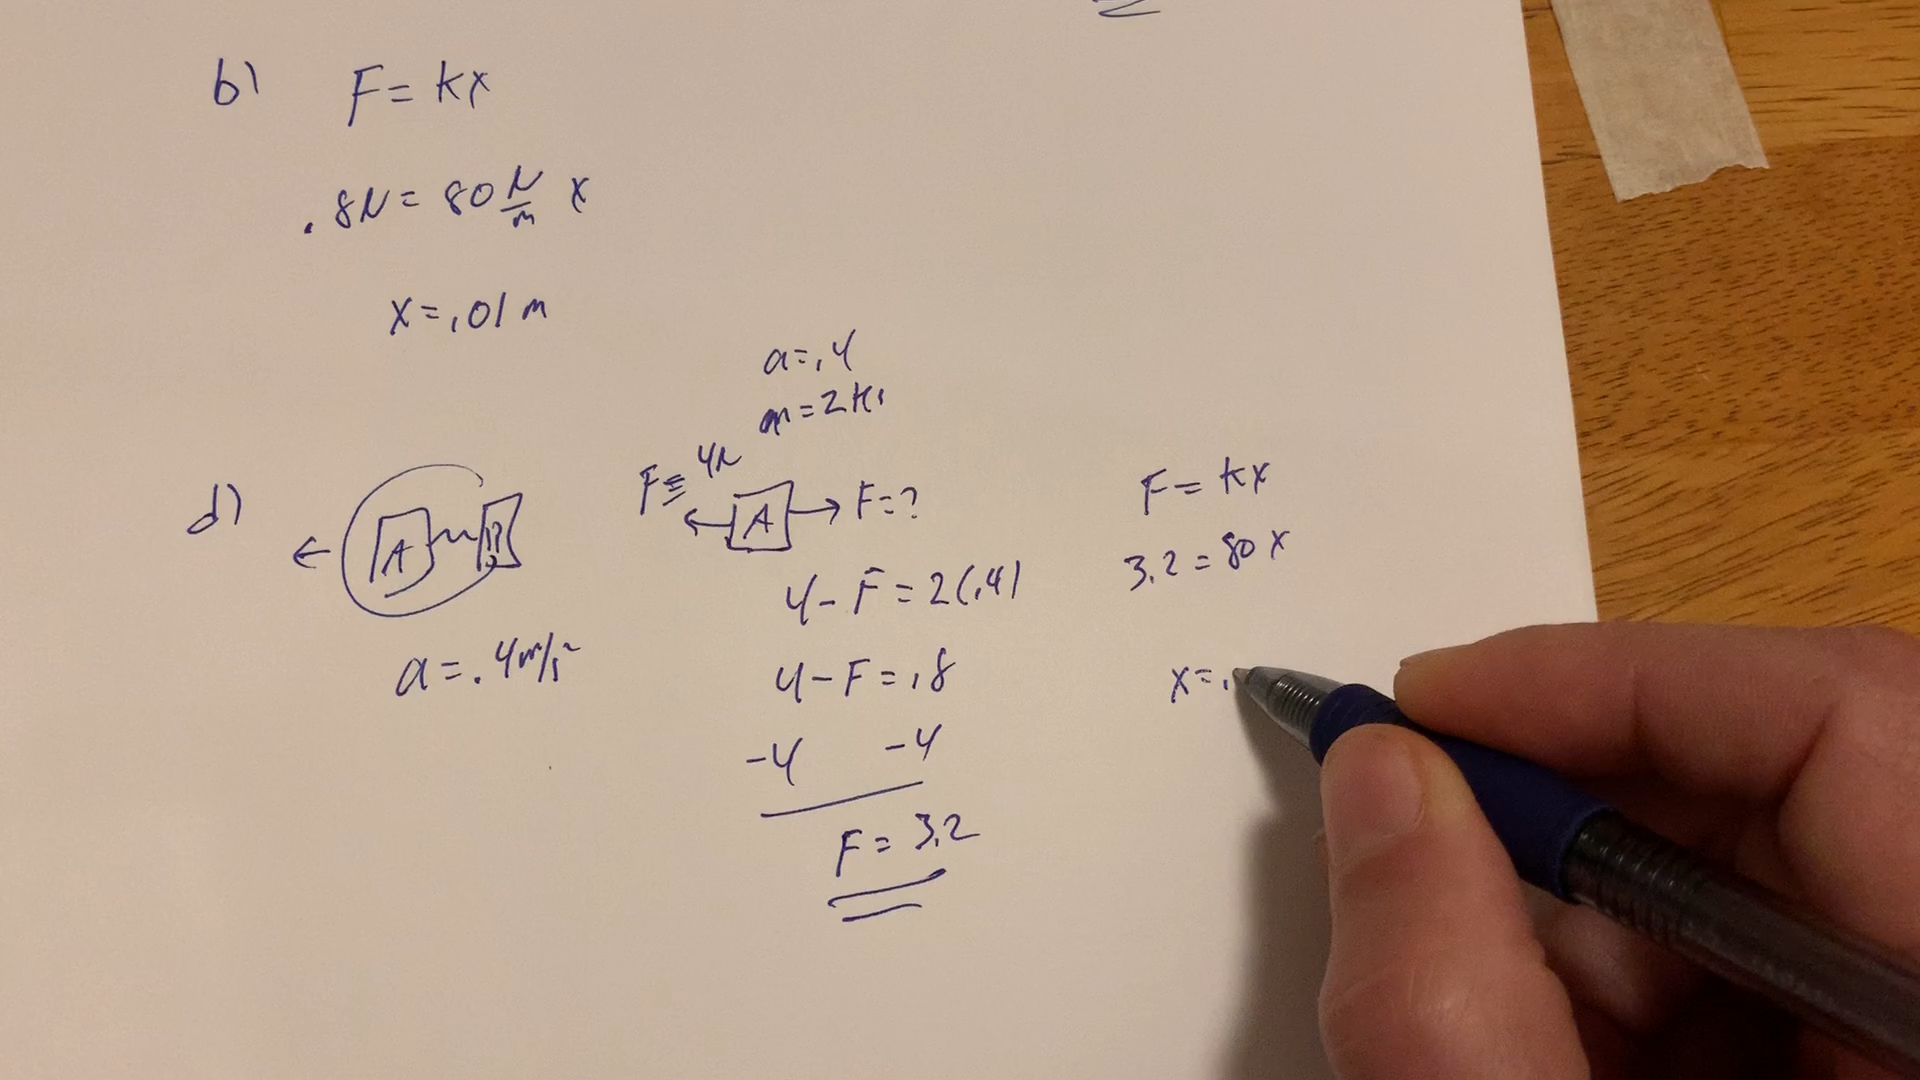 b) F = kx
.8N = 80 N/m x
x = .01 m
a = .4
m = 2 k
d) A B
F = 4N
A F = ?
4 - F = 2(.4)
a = .4 m/s²
4 - F = .8
-4 -4
F = 3.2
F = kx
3.2 = 80 x
x = .